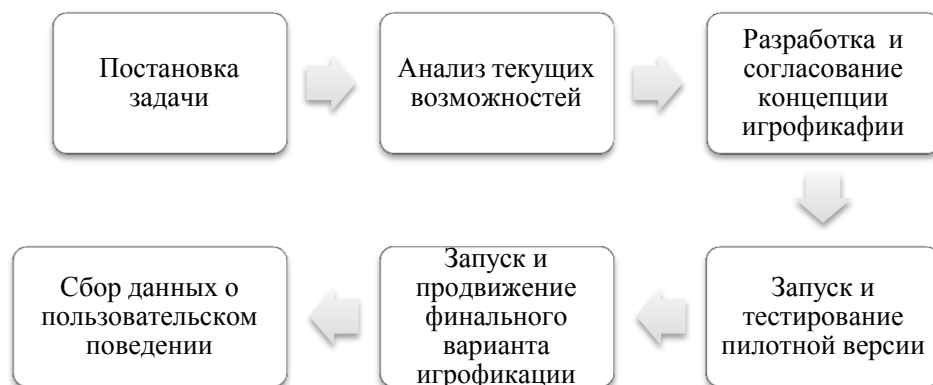 Постановка
задачи
Анализ текущих
возможностей
Разработка и
согласование
концепции
игрофикафии
Запуск и
тестирование
пилотной версии
Запуск и
продвижение
финального
варианта
игрофикации
Сбор данных о
пользовательском
поведении